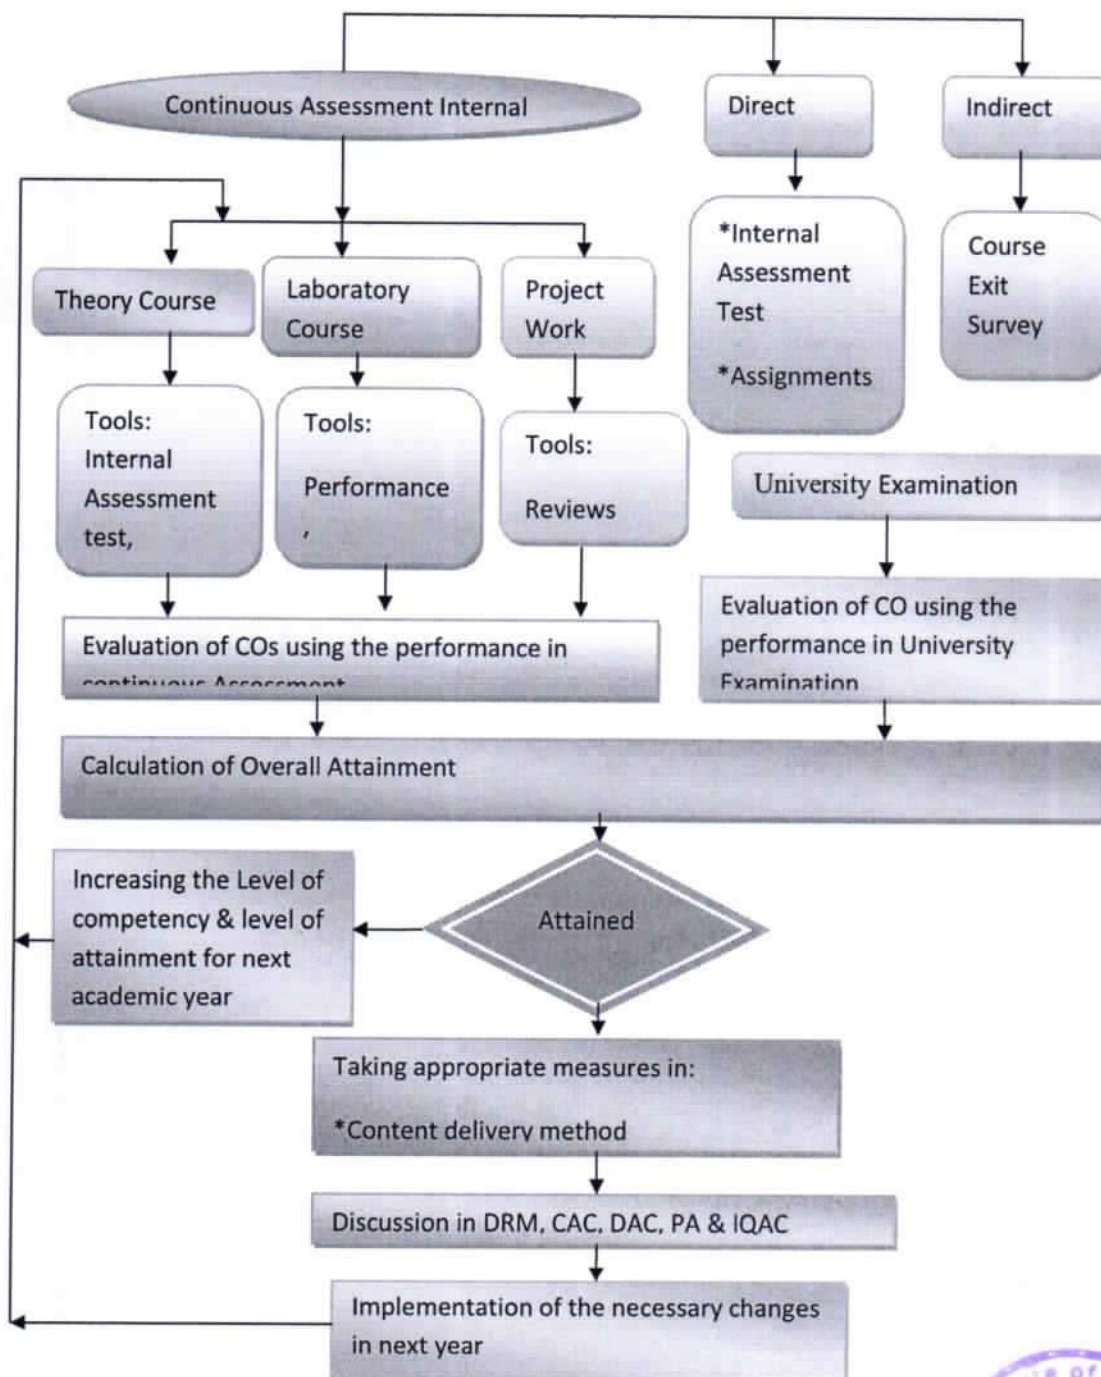 Continuous Assessment Internal
Direct
Indirect
*Internal
Assessment
Test
*Assignments
Course
Exit
Survey
Theory Course
Laboratory
Course
Project
Work
Tools:
Internal
Assessment
test,
Tools:
Performance
,
Tools:
Reviews
University Examination
Evaluation of COs using the performance in
continuous Assessment
Evaluation of CO using the
performance in University
Examination
Calculation of Overall Attainment
Attained
Increasing the Level of
competency & level of
attainment for next
academic year
Taking appropriate measures in:
*Content delivery method
Discussion in DRM, CAC, DAC, PA & IQAC
Implementation of the necessary changes
in next year
of